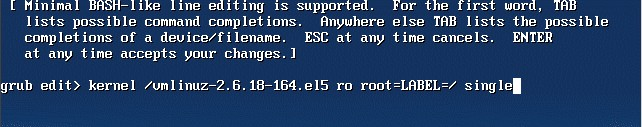 [ Minimal BASH-like line editing is supported.  For the first word, TAB
lists possible command completions.  Anywhere else TAB lists the possible
completions of a device/filename.  ESC at any time cancels.  ENTER
at any time accepts your changes.]
grub edit> kernel /vmlinuz-2.6.18-164.el5 ro root=LABEL=/ single